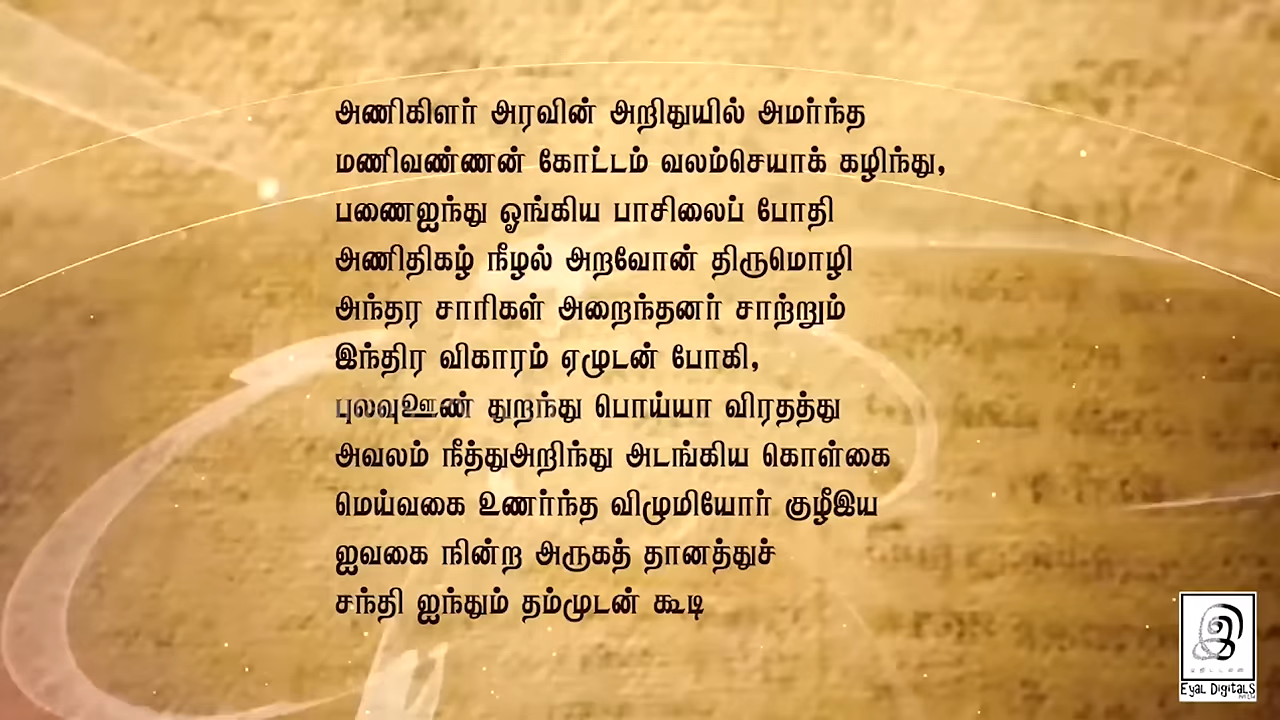 அணிகிளர் அரவின் அறிதுயில் அமர்ந்த
மணிவண்ணன் கோட்டம் வலம்செயாக் கழிந்து,
பணைஐந்து ஓங்கிய பாசிலைப் போதி
அணிதிகழ் நீழல் அறவோன் திருமொழி
அந்தர சாரிகள் அறைந்தனர் சாற்றும்
இந்திர விகாரம் ஏழுடன் போகி,
புலவுஊண் துறந்து பொய்யா விரதத்து
அவலம் நீத்துஅறிந்து அடங்கிய கொள்கை
மெய்வகை உணர்ந்த விழுமியோர் குழீஇய
ஐவகை நின்ற அருகத் தானத்துச்
சந்தி ஐந்தும் தம்முடன் கூடி
இ
Eyal Digitals